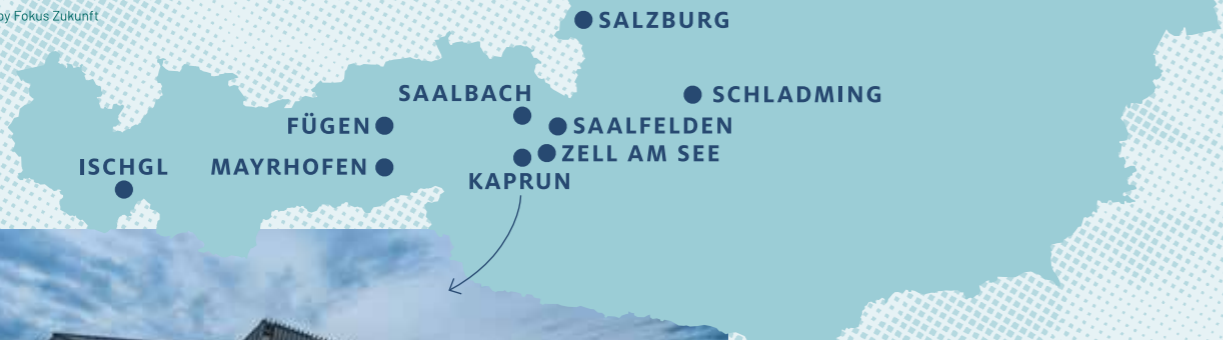 by Fokus Zukunft
SALZBURG
SAALBACH
SCHLADMING
FÜGEN
SAALFELDEN
ISCHGL
MAYRHOFEN
ZELL AM SEE
KAPRUN